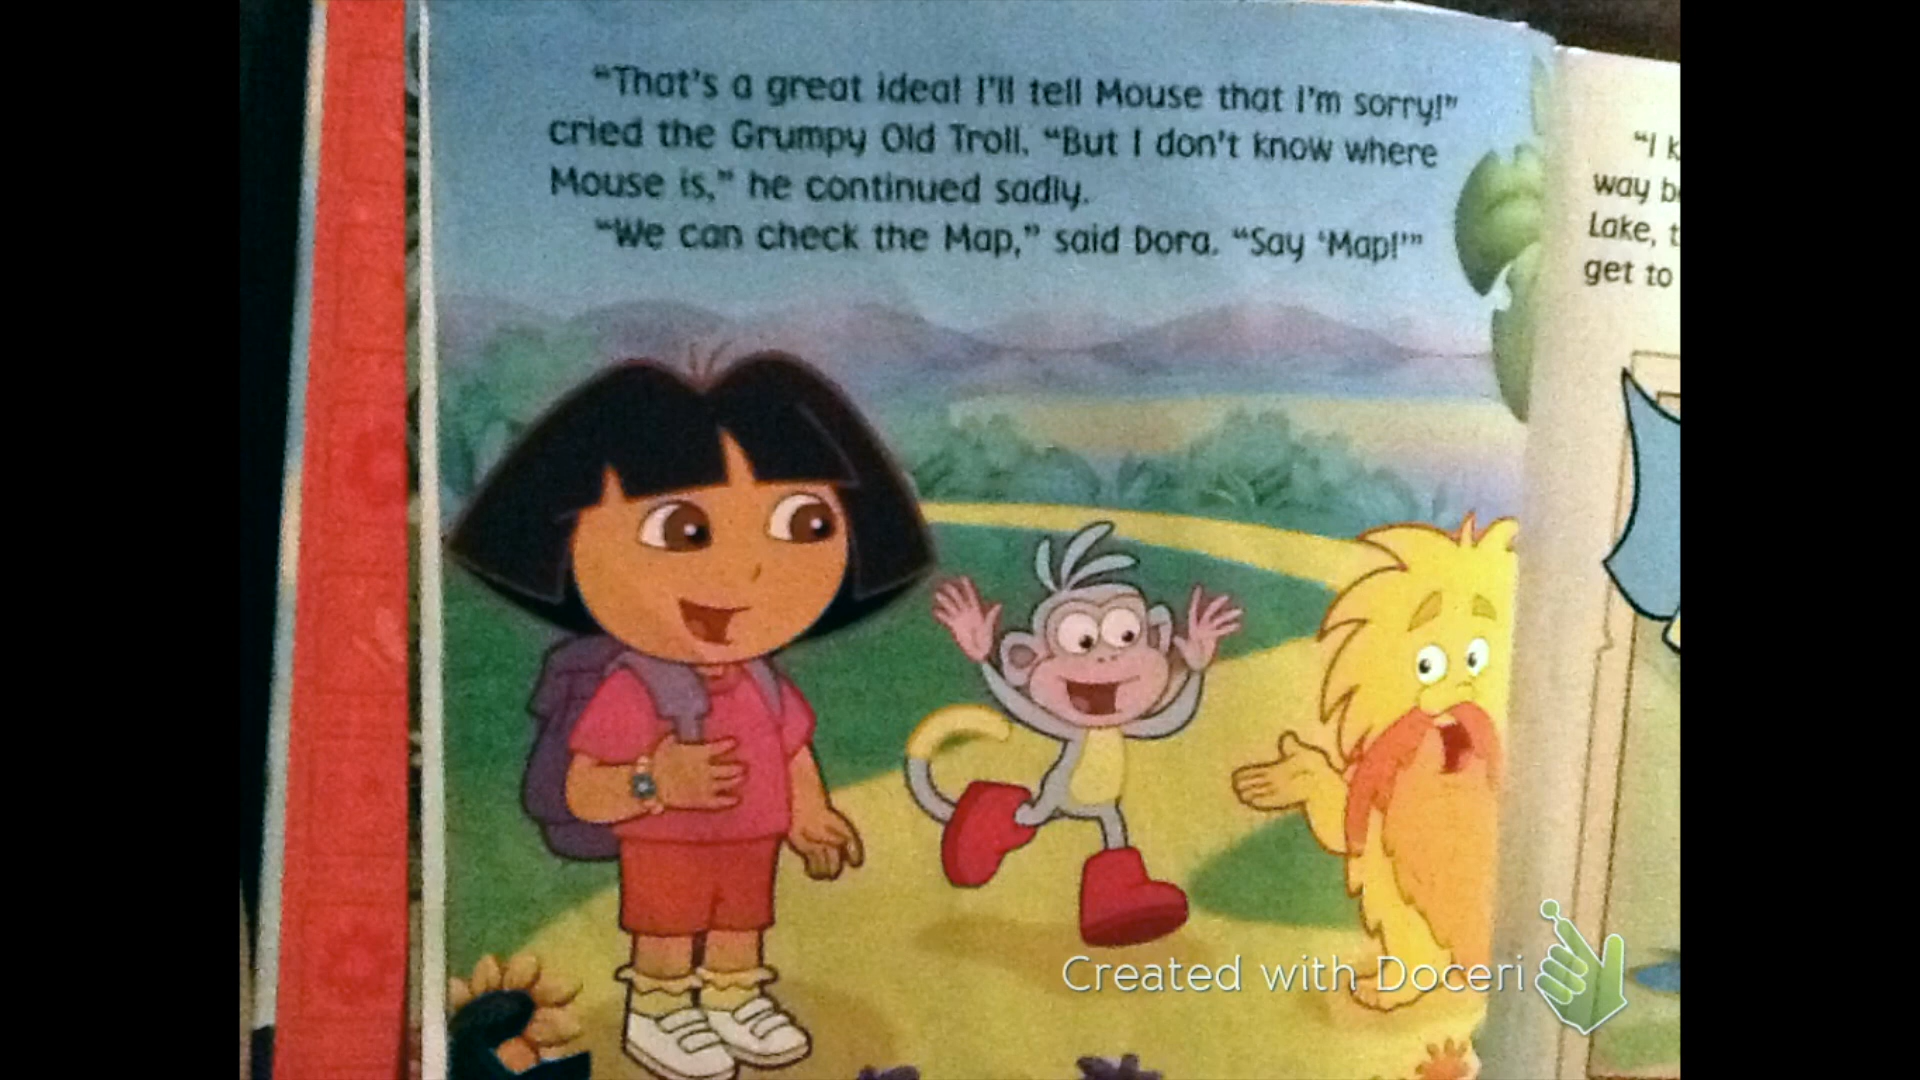 “That’s a great idea! I’ll tell Mouse that I’m sorry!”
cried the Grumpy Old Troll. “But I don’t know where
Mouse is,” he continued sadly.
“We can check the Map,” said Dora. “Say ‘Map!’”
“I
way
Lake,
get to
Created with Doceri